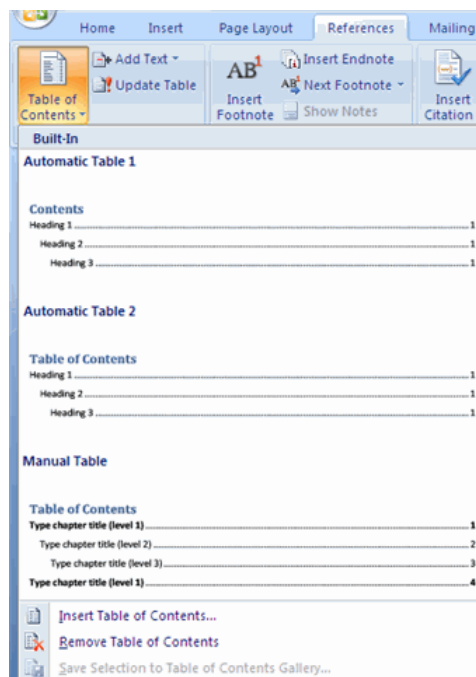 Home Insert Page Layout References Mailing
Add Text Insert Endnote
Update Table AB1 AB1 Next Footnote
Table of Contents Insert Footnote Show Notes Insert Citation
Built-In
Automatic Table 1
Contents
Heading 1 1
Heading 2 1
Heading 3 1
Automatic Table 2
Table of Contents
Heading 1 1
Heading 2 1
Heading 3 1
Manual Table
Table of Contents
Type chapter title (level 1) 1
Type chapter title (level 2) 2
Type chapter title (level 3) 3
Type chapter title (level 1) 4
Insert Table of Contents...
Remove Table of Contents
Save Selection to Table of Contents Gallery...